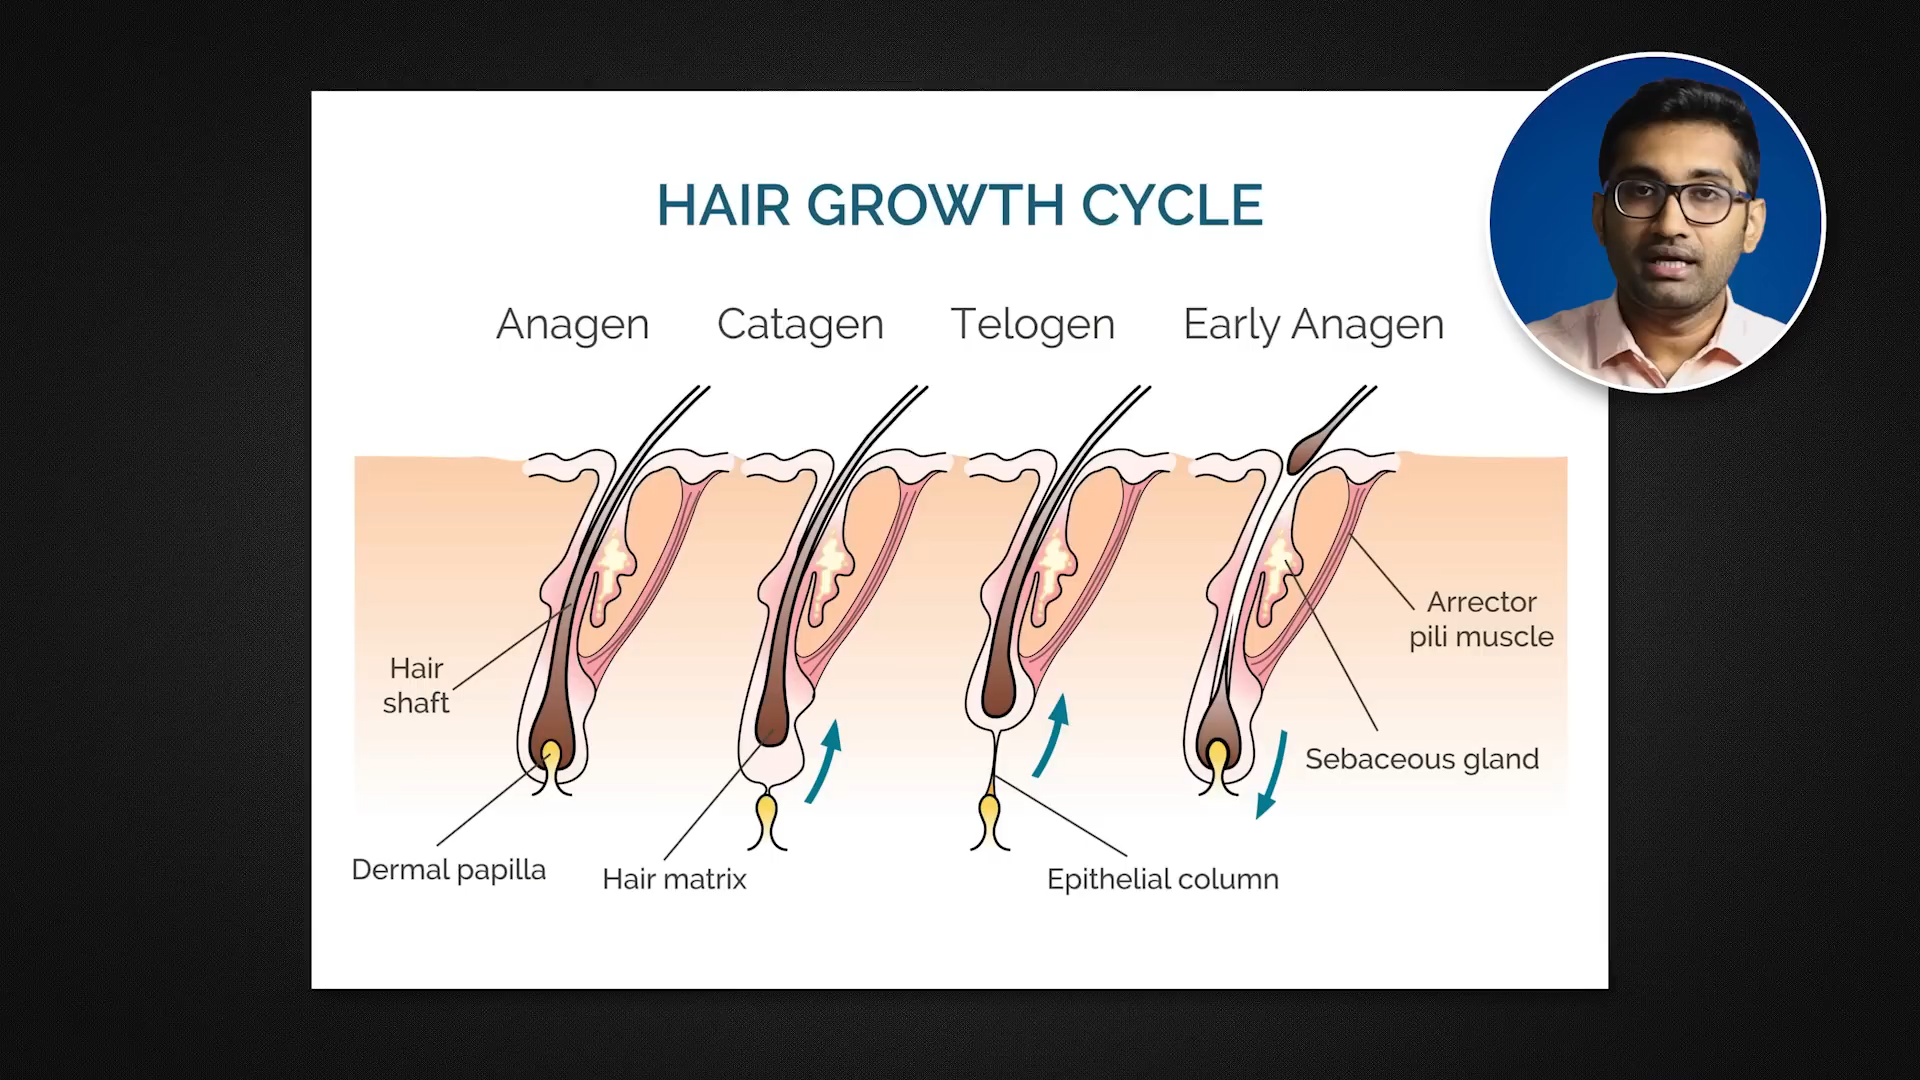 HAIR GROWTH CYCLE
Anagen
Catagen
Telogen
Early Anagen
Hair
shaft
Arrector
pili muscle
Sebaceous gland
Dermal papilla
Hair matrix
Epithelial column